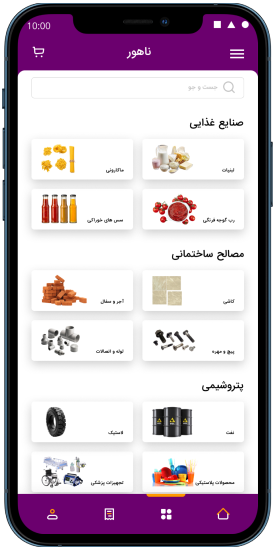 10:00
ناهور
جست و جو
صنایع غذایی
لبنیات
ماکارونی
رب گوجه فرنگی
سس های خوراکی
مصالح ساختمانی
کاشی
آجر و سفال
پیچ و مهره
لوله و اتصالات
پتروشیمی
نفت
لاستیک
محصولات پلاستیکی
تجهیزات پزشکی